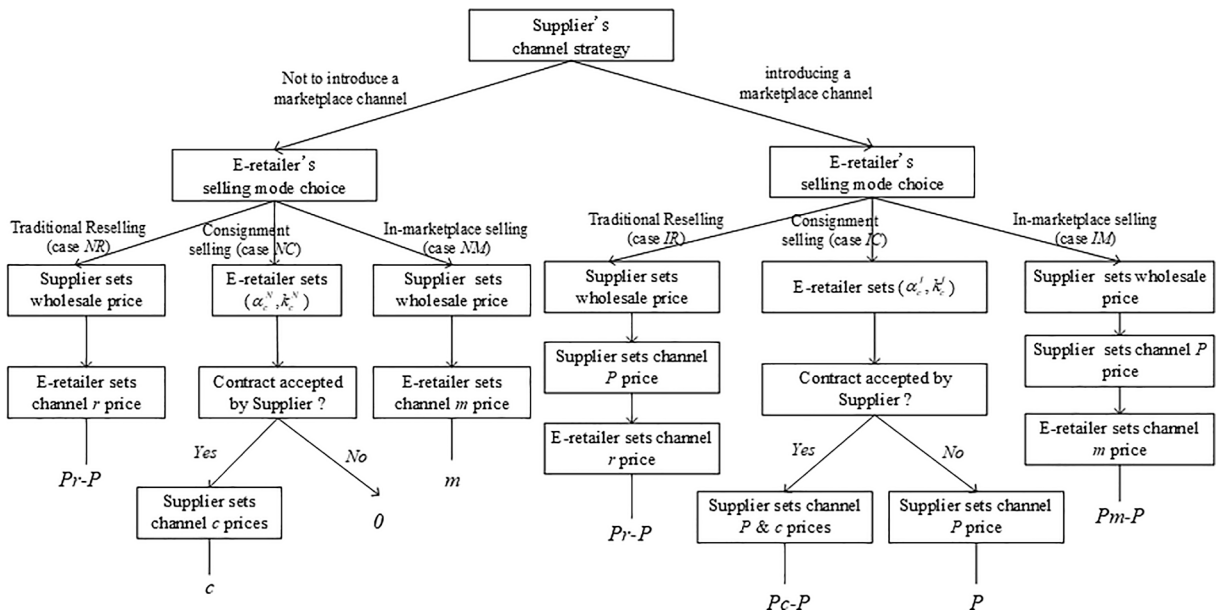 Supplier's
channel strategy
Not to introduce a
marketplace channel
introducing a
marketplace channel
E-retailer's
selling mode choice
E-retailer's
selling mode choice
Traditional Reselling
(case NR)
Consignment
selling (case NC)
In-marketplace selling
(case NM)
Traditional Reselling
(case IR)
Consignment
selling (case IC)
In-marketplace selling
(case IM)
Supplier sets
wholesale price
E-retailer sets
(α_c^N, k_c^N)
Supplier sets
wholesale price
Supplier sets
wholesale price
E-retailer sets (α_c^I, k_c^I)
Supplier sets wholesale
price
E-retailer sets
channel r price
Contract accepted
by Supplier ?
E-retailer sets
channel m price
Supplier sets channel
P price
Contract accepted by
Supplier ?
Supplier sets channel P
price
E-retailer sets channel
r price
E-retailer sets channel
m price
Pr-P
Yes
No
m
Yes
No
Supplier sets
channel c prices
0
Pr-P
Supplier sets channel
P & c prices
Supplier sets channel
P price
Pm-P
c
Pc-P
P